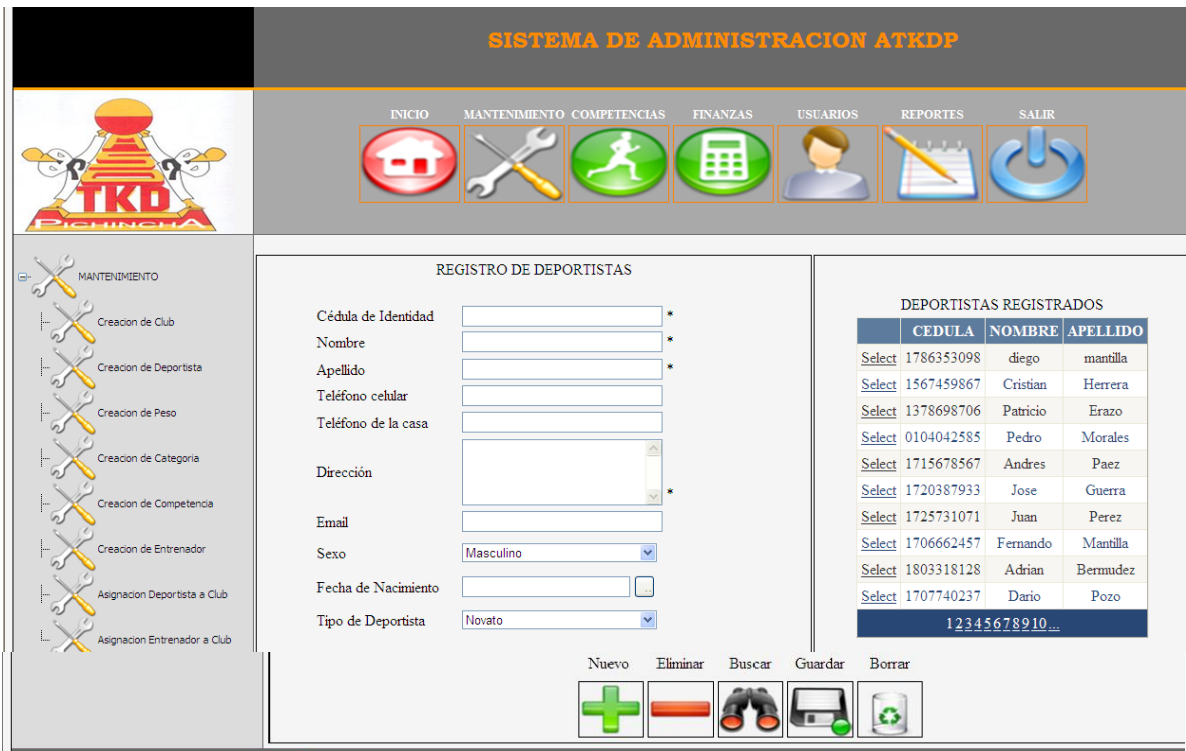 SISTEMA DE ADMINISTRACION ATKDP
INICIO MANTENIMIENTO COMPETENCIAS FINANZAS USUARIOS REPORTES SALIR
TKD
PICHINCHA
MANTENIMIENTO
Creacion de Club
Creacion de Deportista
Creacion de Peso
Creacion de Categoria
Creacion de Competencia
Creacion de Entrenador
Asignacion Deportista a Club
Asignacion Entrenador a Club
REGISTRO DE DEPORTISTAS
Cédula de Identidad *
Nombre *
Apellido *
Teléfono celular
Teléfono de la casa
Dirección *
Email
Sexo Masculino
Fecha de Nacimiento ...
Tipo de Deportista Novato
DEPORTISTAS REGISTRADOS
CEDULA NOMBRE APELLIDO
Select 1786353098 diego mantilla
Select 1567459867 Cristian Herrera
Select 1378698706 Patricio Erazo
Select 0104042585 Pedro Morales
Select 1715678567 Andres Paez
Select 1720387933 Jose Guerra
Select 1725731071 Juan Perez
Select 1706662457 Fernando Mantilla
Select 1803318128 Adrian Bermudez
Select 1707740237 Dario Pozo
12345678910...
Nuevo Eliminar Buscar Guardar Borrar